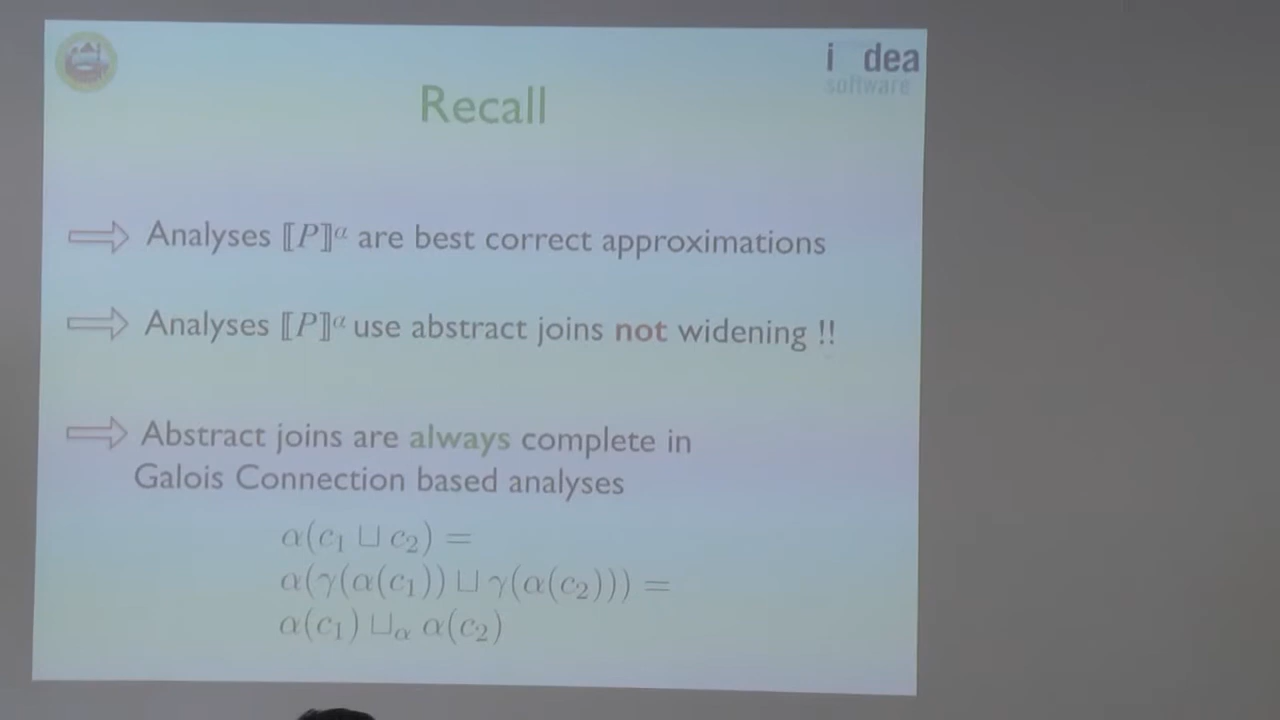 i dea
software
Recall
Analyses ⟦P⟧^α are best correct approximations
Analyses ⟦P⟧^α use abstract joins not widening !!
Abstract joins are always complete in
Galois Connection based analyses
α(c₁ ⊔ c₂) =
α(γ(α(c₁)) ⊔ γ(α(c₂))) =
α(c₁) ⊔_α α(c₂)